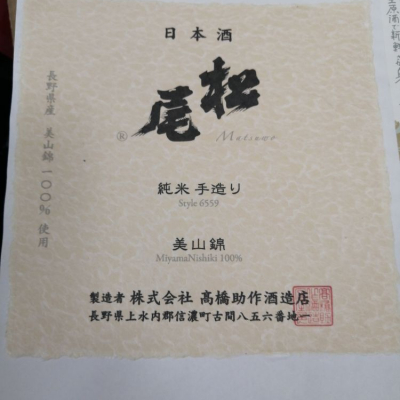 日本酒
松尾
® Matsuwo
純米 手造り
Style 6559
長野県産 美山錦 一〇〇% 使用
美山錦
MiyamaNishiki 100%
製造者 株式会社 高橋助作酒造店
長野県上水内郡信濃町古間八五六番地一